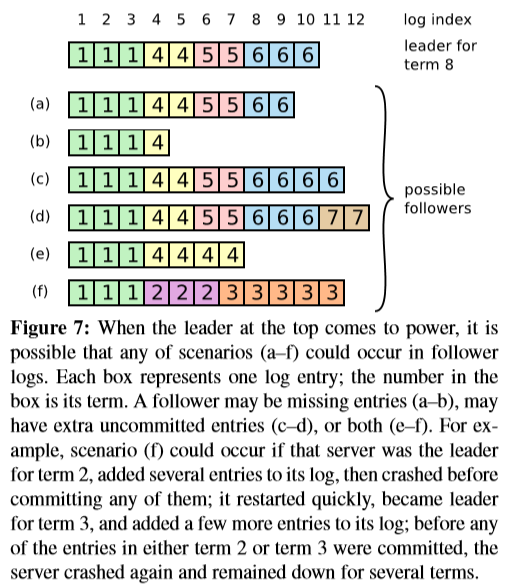 1 2 3 4 5 6 7 8 9 10 11 12 log index
1 1 1 4 4 5 5 6 6 6 leader for
term 8
(a) 1 1 1 4 4 5 5 6 6
(b) 1 1 1 4
(c) 1 1 1 4 4 5 5 6 6 6 6
(d) 1 1 1 4 4 5 5 6 6 6 7 7
possible
followers
(e) 1 1 1 4 4 4 4
(f) 1 1 1 2 2 2 3 3 3 3 3
Figure 7: When the leader at the top comes to power, it is
possible that any of scenarios (a–f) could occur in follower
logs. Each box represents one log entry; the number in the
box is its term. A follower may be missing entries (a–b), may
have extra uncommitted entries (c–d), or both (e–f). For ex-
ample, scenario (f) could occur if that server was the leader
for term 2, added several entries to its log, then crashed before
committing any of them; it restarted quickly, became leader
for term 3, and added a few more entries to its log; before any
of the entries in either term 2 or term 3 were committed, the
server crashed again and remained down for several terms.